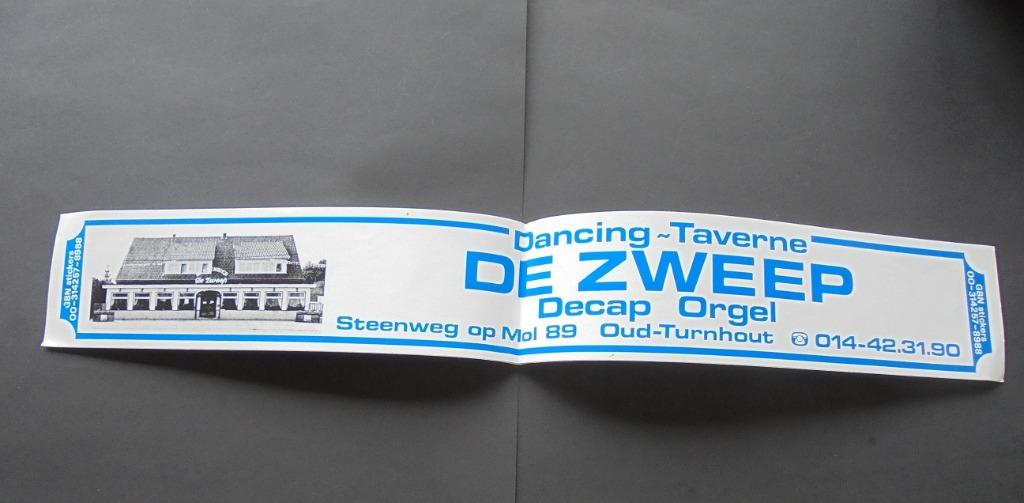 GBN stickers
00-314257-8988
De Zweep
Dancing ~ Taverne
DE ZWEEP
Decap Orgel
Steenweg op Mol 89 Oud-Turnhout ☎ 014-42.31.90
GBN stickers
00-314257-8988